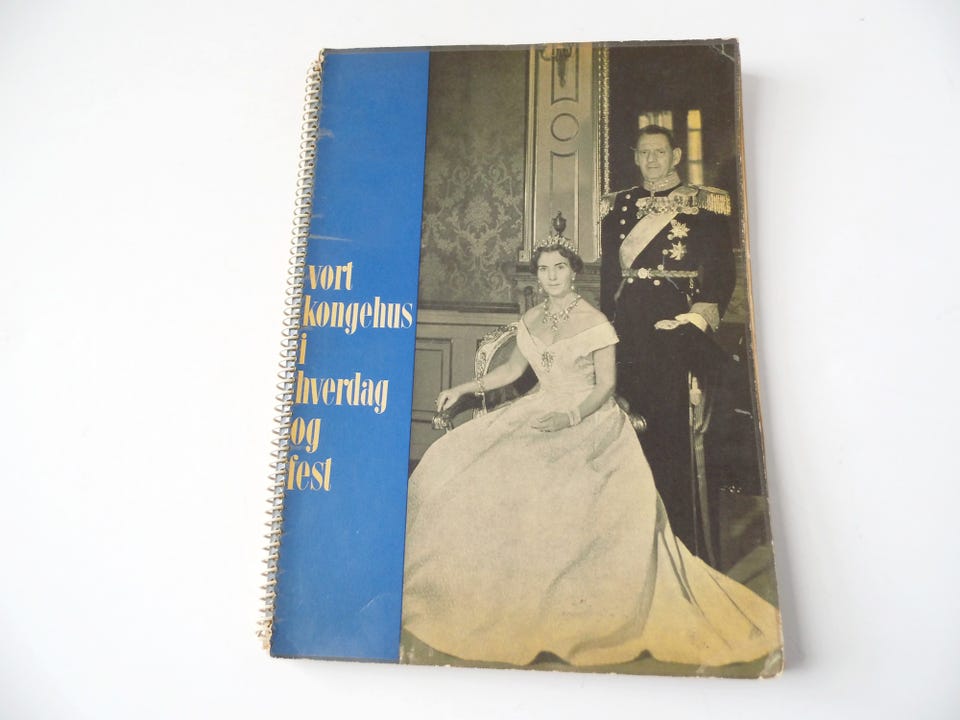 vort
kongehus
i
hverdag
og
fest